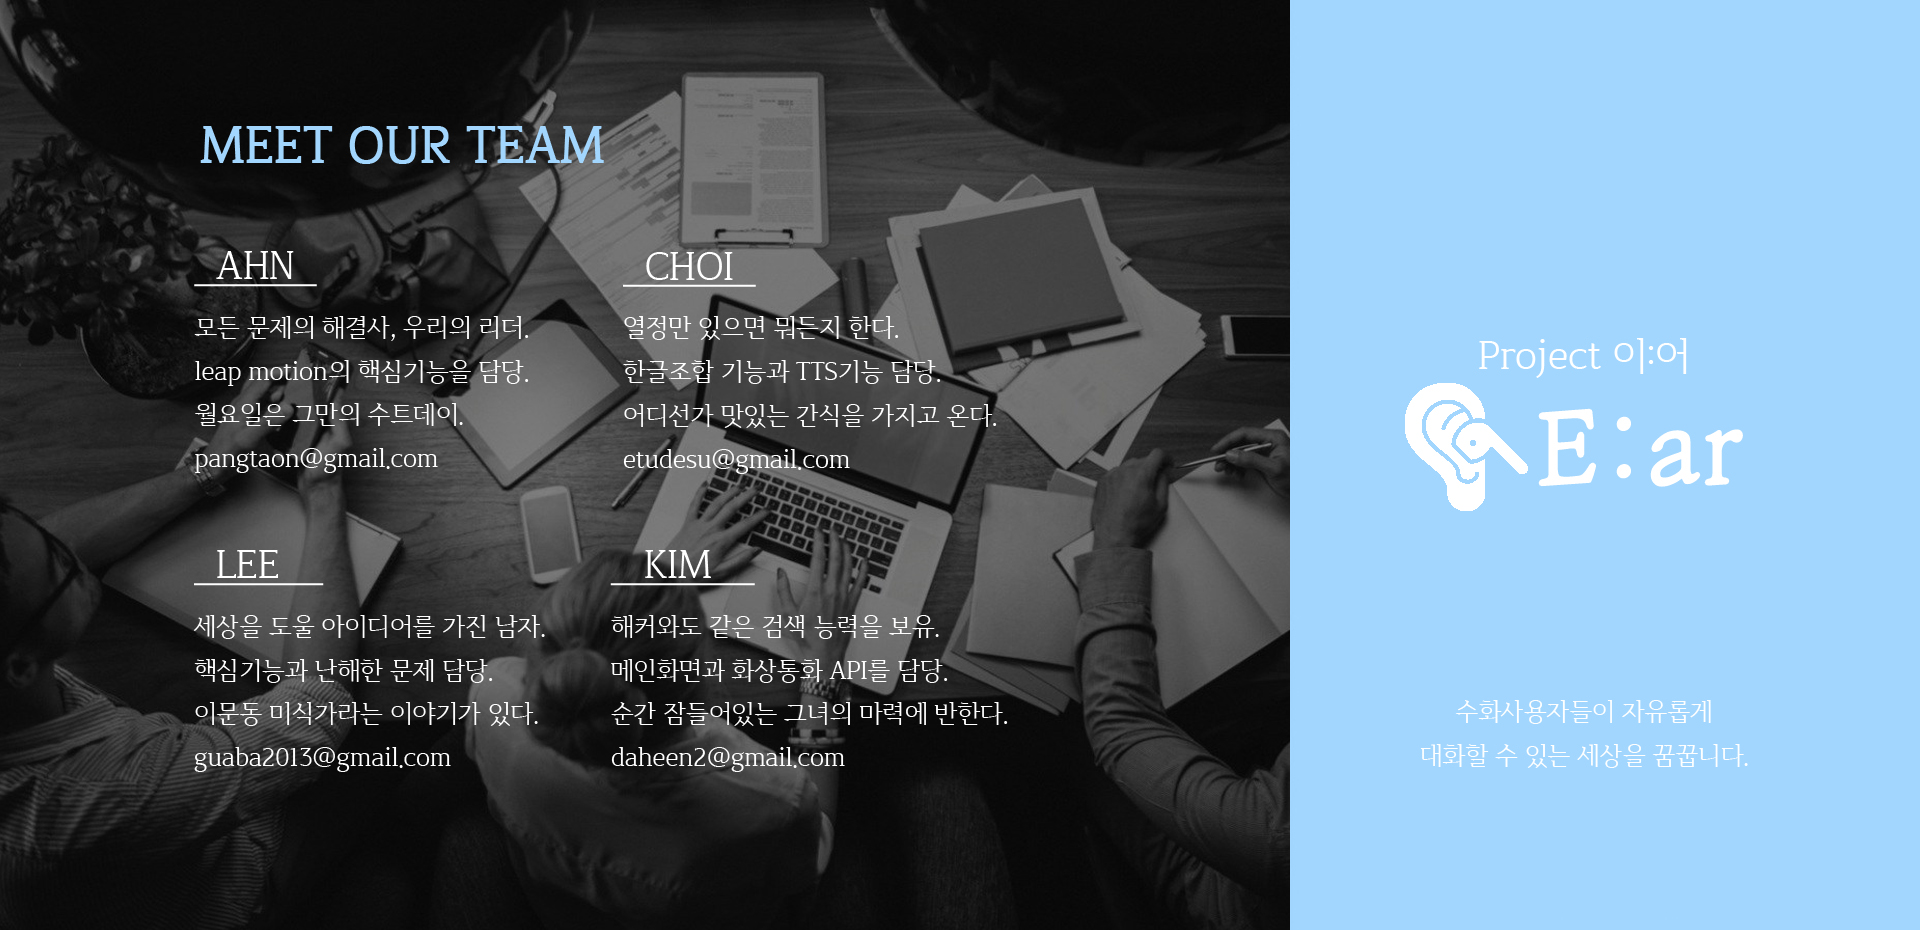 MEET OUR TEAM
AHN
모든 문제의 해결사, 우리의 리더.
leap motion의 핵심기능을 담당.
월요일은 그만의 수트데이.
pangtaon@gmail.com
CHOI
열정만 있으면 뭐든지 한다.
한글조합 기능과 TTS기능 담당.
어디선가 맛있는 간식을 가지고 온다.
etudesu@gmail.com
LEE
세상을 도울 아이디어를 가진 남자.
핵심기능과 난해한 문제 담당.
이문동 미식가라는 이야기가 있다.
guaba2013@gmail.com
KIM
해커와도 같은 검색 능력을 보유.
메인화면과 화상통화 API를 담당.
순간 잠들어있는 그녀의 마력에 반한다.
daheen2@gmail.com
Project 이:어
E:ar
수화사용자들이 자유롭게
대화할 수 있는 세상을 꿈꿉니다.